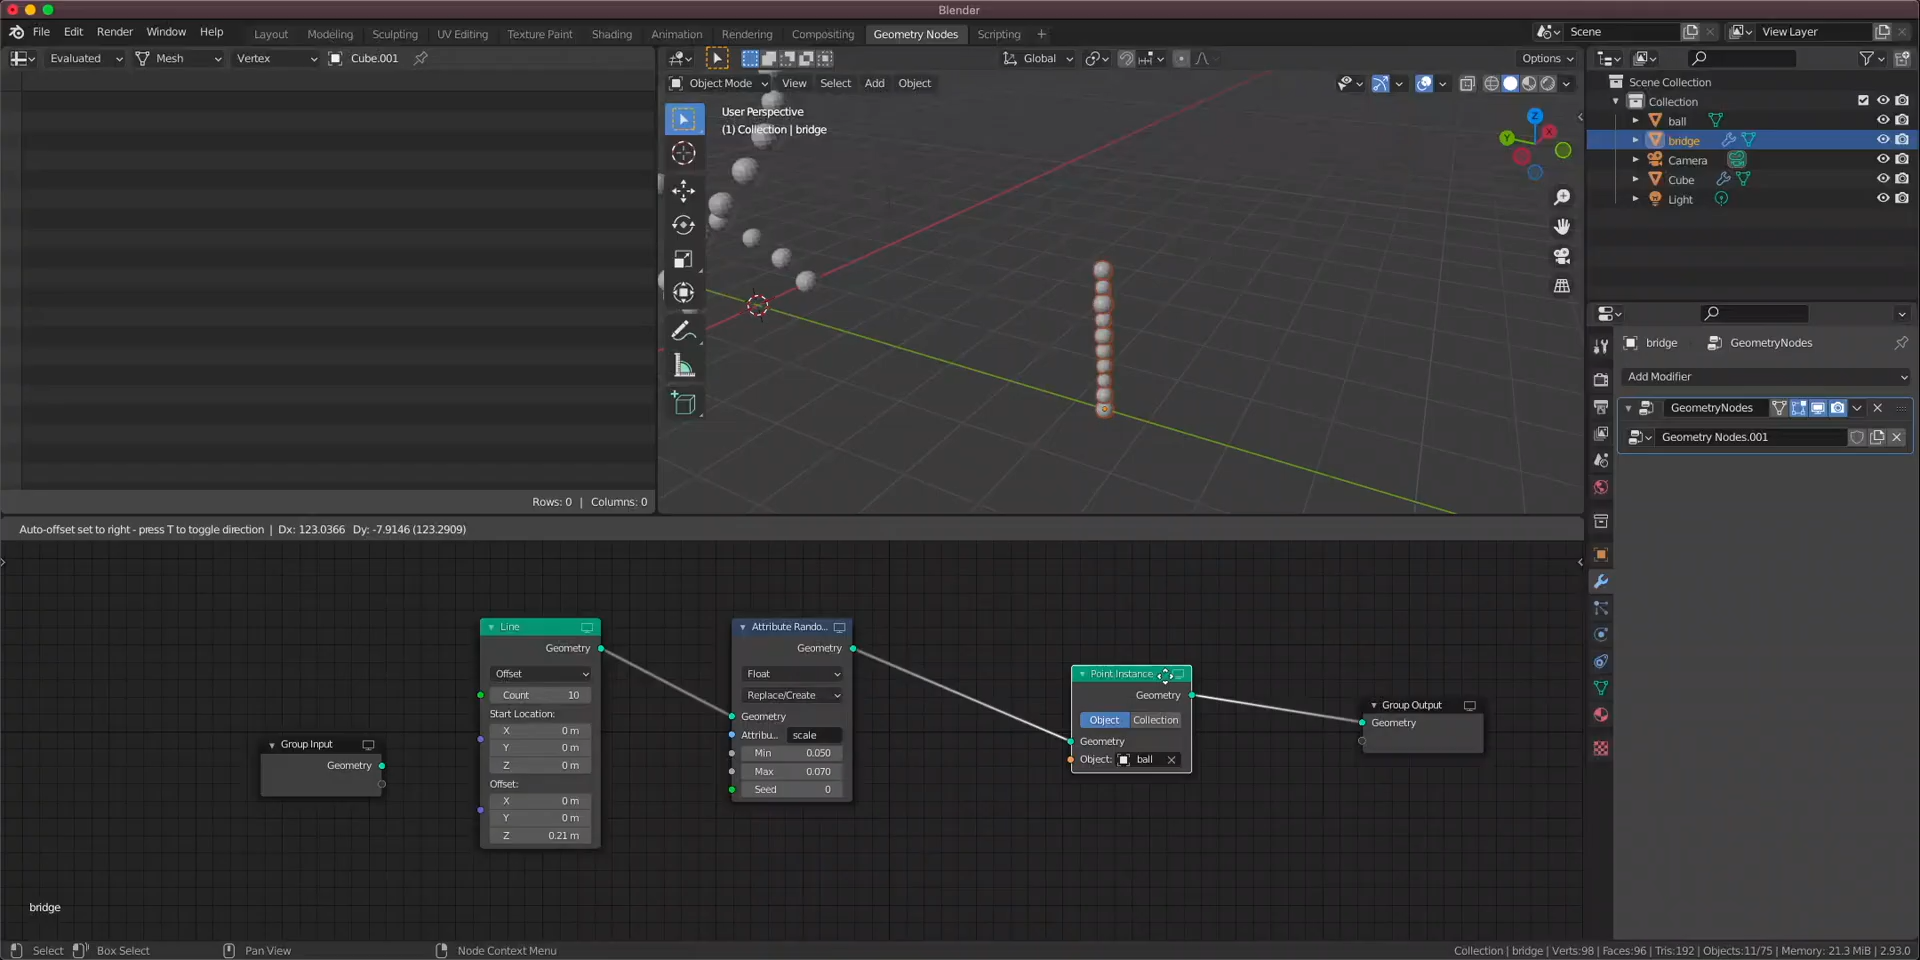 Blender
File Edit Render Window Help Layout Modeling Sculpting UV Editing Texture Paint Shading Animation Rendering Compositing Geometry Nodes Scripting + Scene View Layer
Evaluated Mesh Vertex Cube.001
Global Options
Object Mode View Select Add Object
User Perspective
(1) Collection | bridge
Z
Y
X
Scene Collection
Collection
ball
bridge
Camera
Cube
Light
bridge GeometryNodes
Add Modifier
GeometryNodes
Geometry Nodes.001
Rows: 0 | Columns: 0
Auto-offset set to right - press T to toggle direction | Dx: 123.0366 Dy: -7.9146 (123.2909)
Group Input
Geometry
Line
Geometry
Offset
Count 10
Start Location:
X 0 m
Y 0 m
Z 0 m
Offset:
X 0 m
Y 0 m
Z 0.21 m
Attribute Rando...
Geometry
Float
Replace/Create
Geometry
Attribu... scale
Min 0.050
Max 0.070
Seed 0
Point Instance
Geometry
Object Collection
Geometry
Object: ball
Group Output
Geometry
bridge
Select Box Select Pan View Node Context Menu
Collection | bridge | Verts:98 | Faces:96 | Tris:192 | Objects:11/75 | Memory: 21.3 MiB | 2.93.0